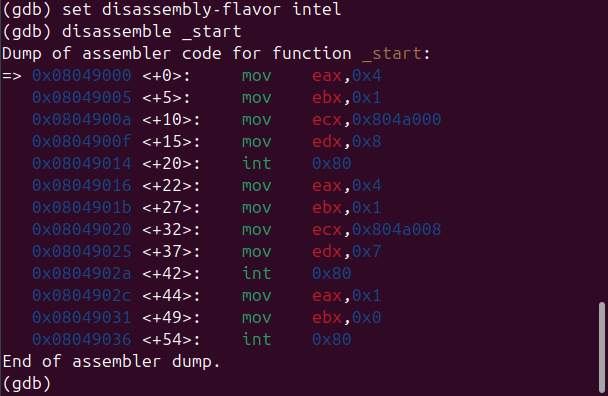 (gdb) set disassembly-flavor intel
(gdb) disassemble _start
Dump of assembler code for function _start:
=> 0x08049000 <+0>:     mov    eax,0x4
   0x08049005 <+5>:     mov    ebx,0x1
   0x0804900a <+10>:    mov    ecx,0x804a000
   0x0804900f <+15>:    mov    edx,0x8
   0x08049014 <+20>:    int    0x80
   0x08049016 <+22>:    mov    eax,0x4
   0x0804901b <+27>:    mov    ebx,0x1
   0x08049020 <+32>:    mov    ecx,0x804a008
   0x08049025 <+37>:    mov    edx,0x7
   0x0804902a <+42>:    int    0x80
   0x0804902c <+44>:    mov    eax,0x1
   0x08049031 <+49>:    mov    ebx,0x0
   0x08049036 <+54>:    int    0x80
End of assembler dump.
(gdb)